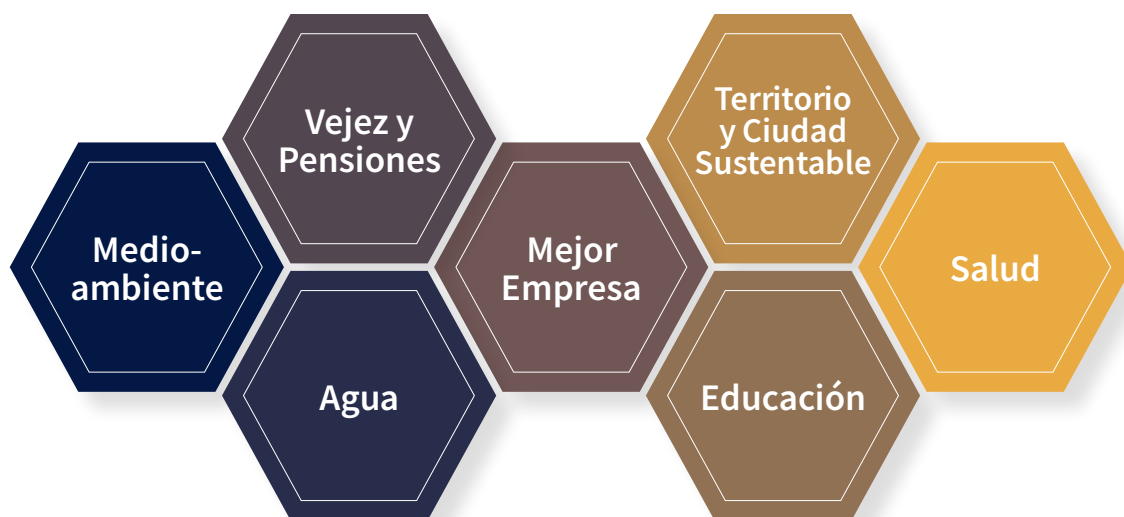 Vejez y
Pensiones
Territorio
y Ciudad
Sustentable
Medio-
ambiente
Mejor
Empresa
Salud
Agua
Educación